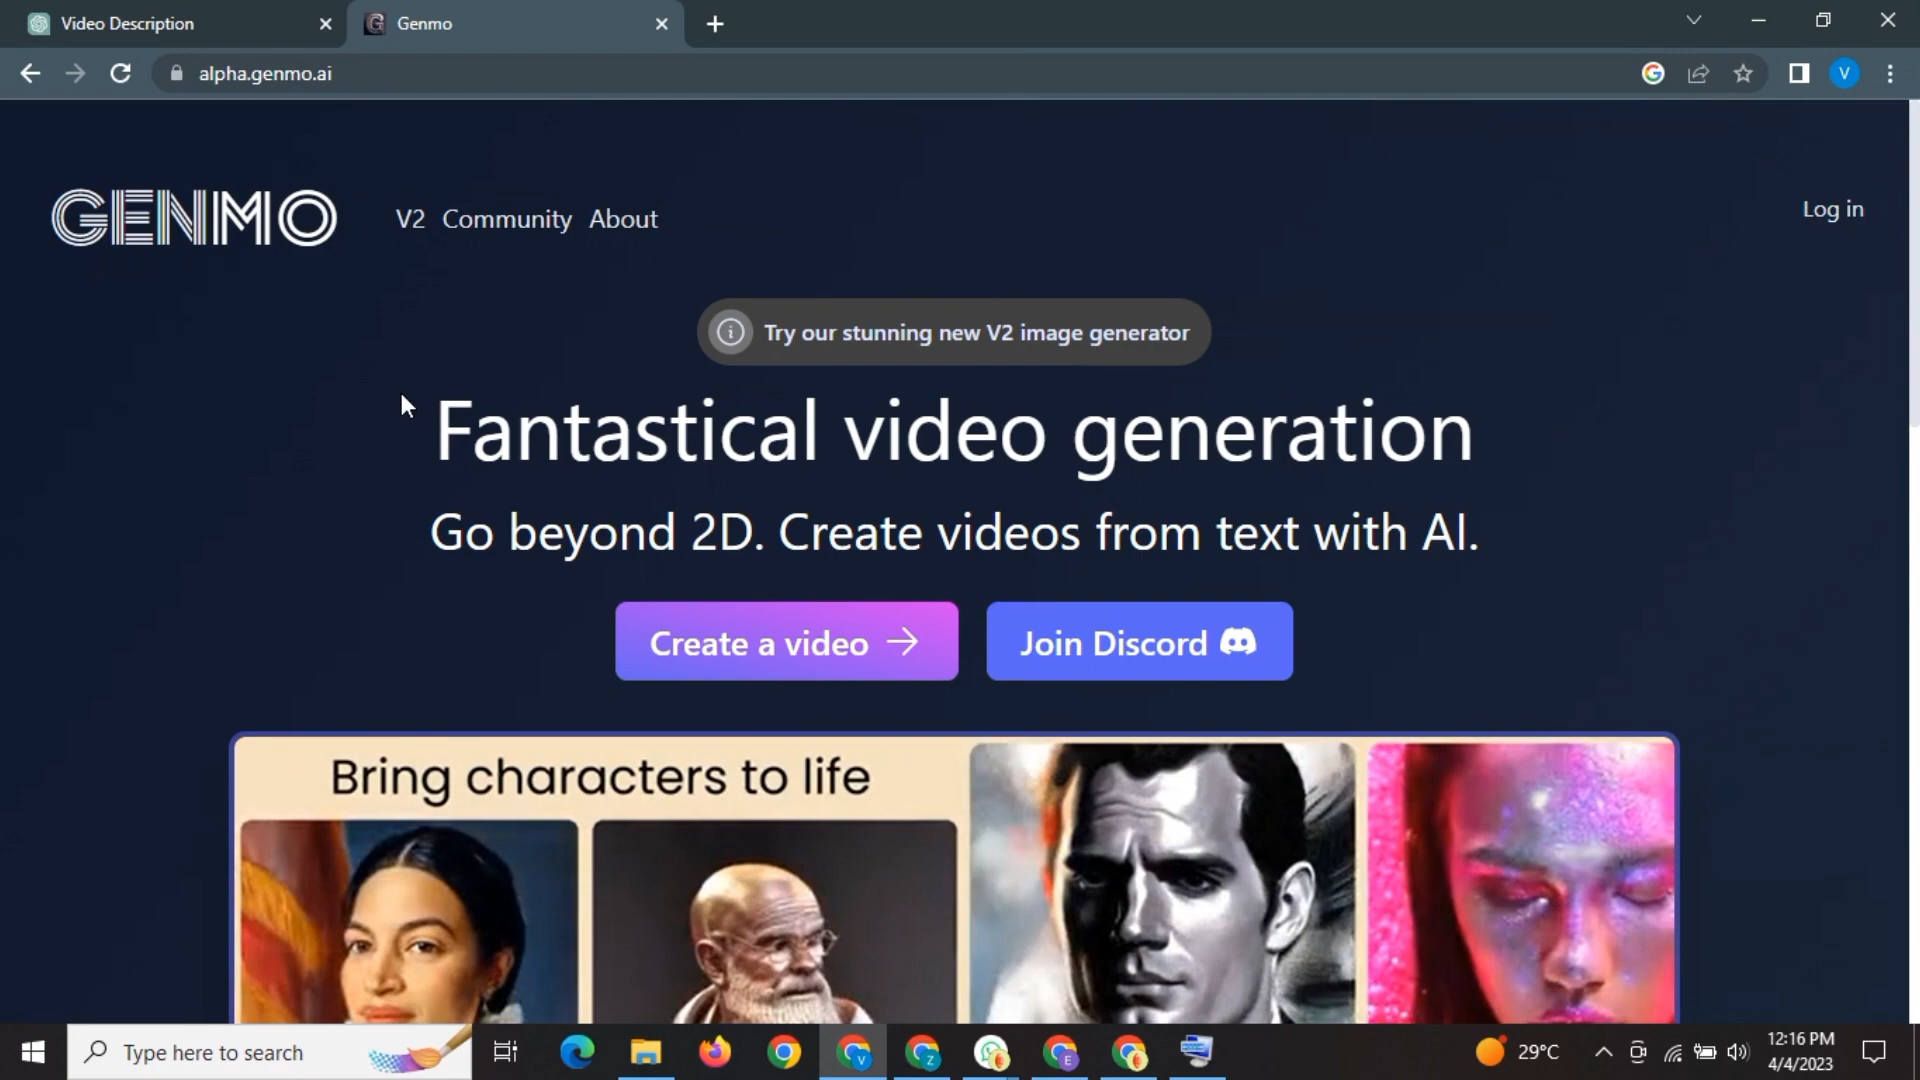 Video Description
Genmo
alpha.genmo.ai
V
GENMO
V2 Community About
Log in
Try our stunning new V2 image generator
Fantastical video generation
Go beyond 2D. Create videos from text with AI.
Create a video →
Join Discord
Bring characters to life
Type here to search
V
Z
E
29°C
12:16 PM
4/4/2023